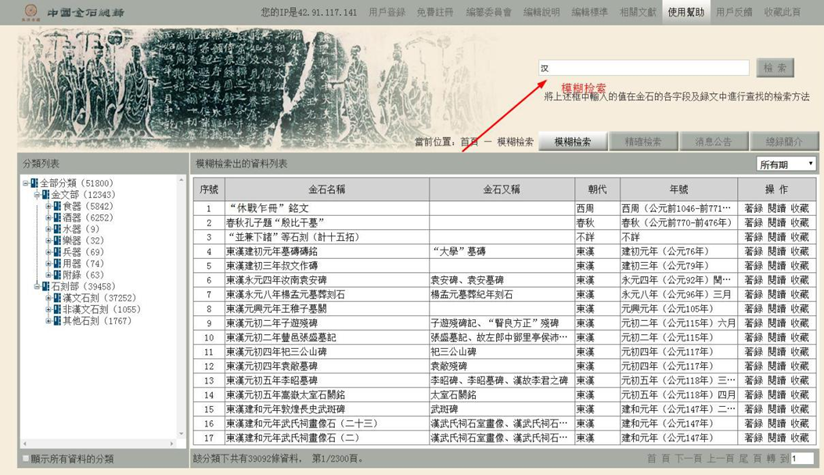 中國金石總錄
您的IP是42.91.117.141 用戶登錄 免費註冊 編纂委員會 編輯說明 編輯標準 相關文獻 使用幫助 用戶反饋 收藏此頁
汉 檢索
模糊检索
將上述框中輸入的值在金石的各字段及錄文中進行查找的檢索方法
當前位置：首頁 － 模糊檢索 模糊檢索 精確檢索 消息公告 總錄簡介
分類列表
全部分類 (51800)
金文部 (12343)
食器 (5842)
酒器 (6252)
水器 (9)
樂器 (32)
兵器 (69)
用器 (74)
附錄 (63)
石刻部 (39458)
漢文石刻 (37252)
非漢文石刻 (1055)
其他石刻 (1767)
顯示所有資料的分類
模糊檢索出的資料列表 所有期
序號 金石名稱 金石又稱 朝代 年號 操 作
1 “休戰乍冊”銘文 西周 西周（公元前1046-前771… 著錄 閱讀 收藏
2 春秋孔子題“殷比干墓” 春秋 春秋（公元前770-前476年） 著錄 閱讀 收藏
3 “並兼下諸”等石刻（計十五拓） 不詳 不詳 著錄 閱讀 收藏
4 東漢建初元年墓磚磚銘 “大學”墓磚 東漢 建初元年（公元76年） 著錄 閱讀 收藏
5 東漢建初三年叔文作磚 東漢 建初三年（公元79年） 著錄 閱讀 收藏
6 東漢永元四年汝南袁安碑 袁安碑、袁安墓碑 東漢 永元四年（公元92年）閏… 著錄 閱讀 收藏
7 東漢永元八年楊孟元墓葬刻石 楊孟元墓葬紀年刻石 東漢 永元八年（公元96年）三月 著錄 閱讀 收藏
8 東漢元興元年王稚子墓闕 東漢 元興元年（公元105年） 著錄 閱讀 收藏
9 東漢元初二年子遊殘碑 子遊殘碑記、“賢良方正”殘碑 東漢 元初二年（公元115年）六月 著錄 閱讀 收藏
10 東漢元初二年豐邑張盛墓記 張盛墓記、故左郎中鄧里亭侯沛… 東漢 元初二年（公元115年） 著錄 閱讀 收藏
11 東漢元初四年祀三公山碑 祀三公山碑 東漢 元初四年（公元117年） 著錄 閱讀 收藏
12 東漢元初四年袁敞墓碑 袁敞殘碑 東漢 元初四年（公元117年） 著錄 閱讀 收藏
13 東漢元初五年李昭墓碑 李昭碑、李昭墓碑、漢故李君之碑 東漢 元初五年（公元118年）三… 著錄 閱讀 收藏
14 東漢元初五年嵩嶽太室石闕銘 太室石闕銘 東漢 元初五年（公元118年）四月 著錄 閱讀 收藏
15 東漢建和元年敦煌長史武斑碑 武斑碑 東漢 建和元年（公元147年）二… 著錄 閱讀 收藏
16 東漢建和元年武氏祠畫像石（二十三） 漢武氏祠石室畫像、漢武氏祠石… 東漢 建和元年（公元147年） 著錄 閱讀 收藏
17 東漢建和元年武氏祠畫像石（二） 漢武氏祠石室畫像、漢武氏祠石… 東漢 建和元年（公元147年） 著錄 閱讀 收藏
該分類下共有39092條資料， 第1/2300頁。 首 頁 下一頁 上一頁 尾 頁 轉 到 1